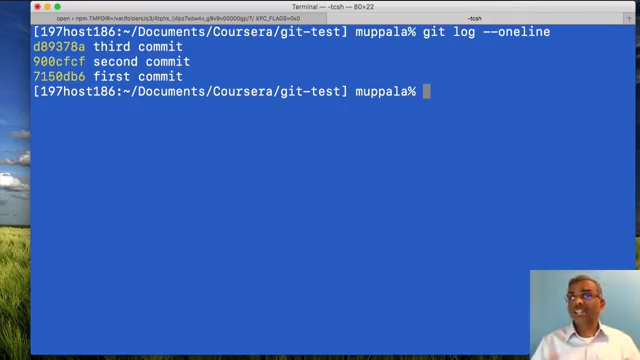 Terminal — -tcsh — 80×22
-tcsh
[197host186:~/Documents/Coursera/git-test] muppala% git log --oneline
d89378a third commit
900cfcf second commit
7150db6 first commit
[197host186:~/Documents/Coursera/git-test] muppala%